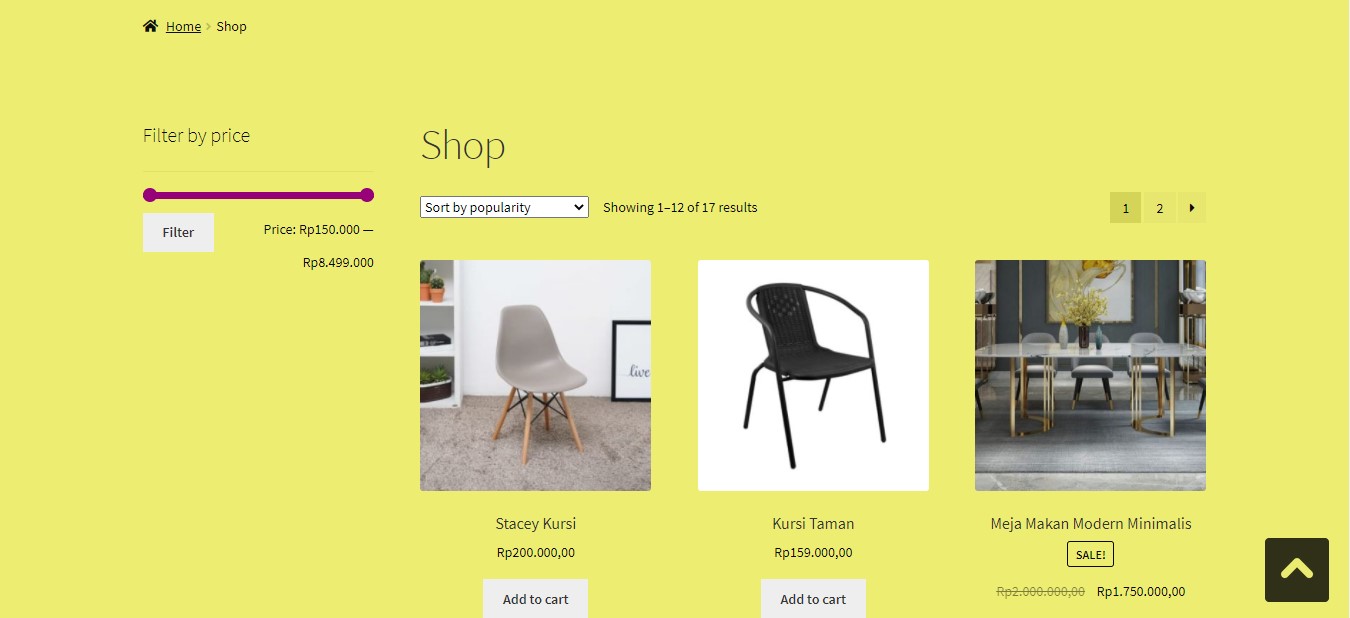 Home > Shop
Filter by price
Filter
Price: Rp150.000 —
Rp8.499.000
Shop
Sort by popularity
Showing 1–12 of 17 results
1 2
live
Stacey Kursi
Rp200.000,00
Add to cart
Kursi Taman
Rp159.000,00
Add to cart
Meja Makan Modern Minimalis
SALE!
Rp2.000.000,00 Rp1.750.000,00